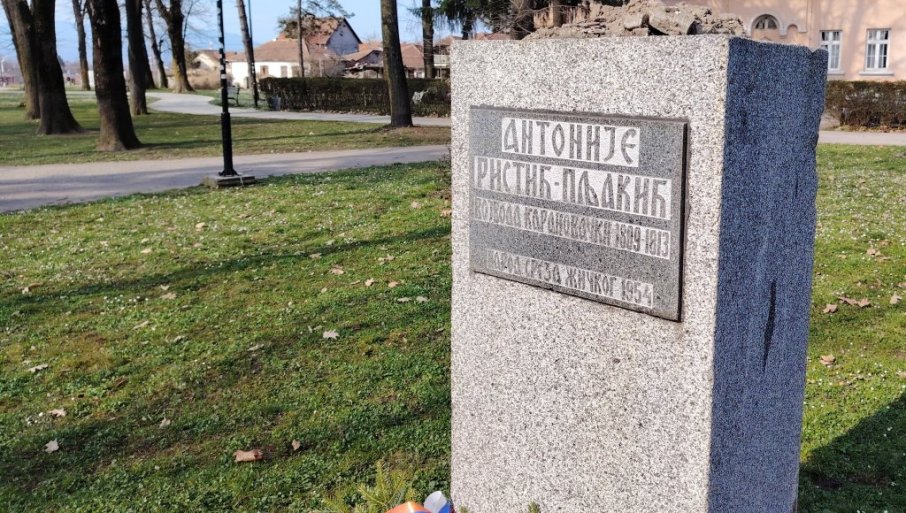 АНТОНИЈЕ
РИСТИЋ-ПЉАКИЋ
ВОЈВОДА КАРАНОВАЧКИ 1809-1813
НАРОД СРЕЗА ЖИЧКОГ 1954